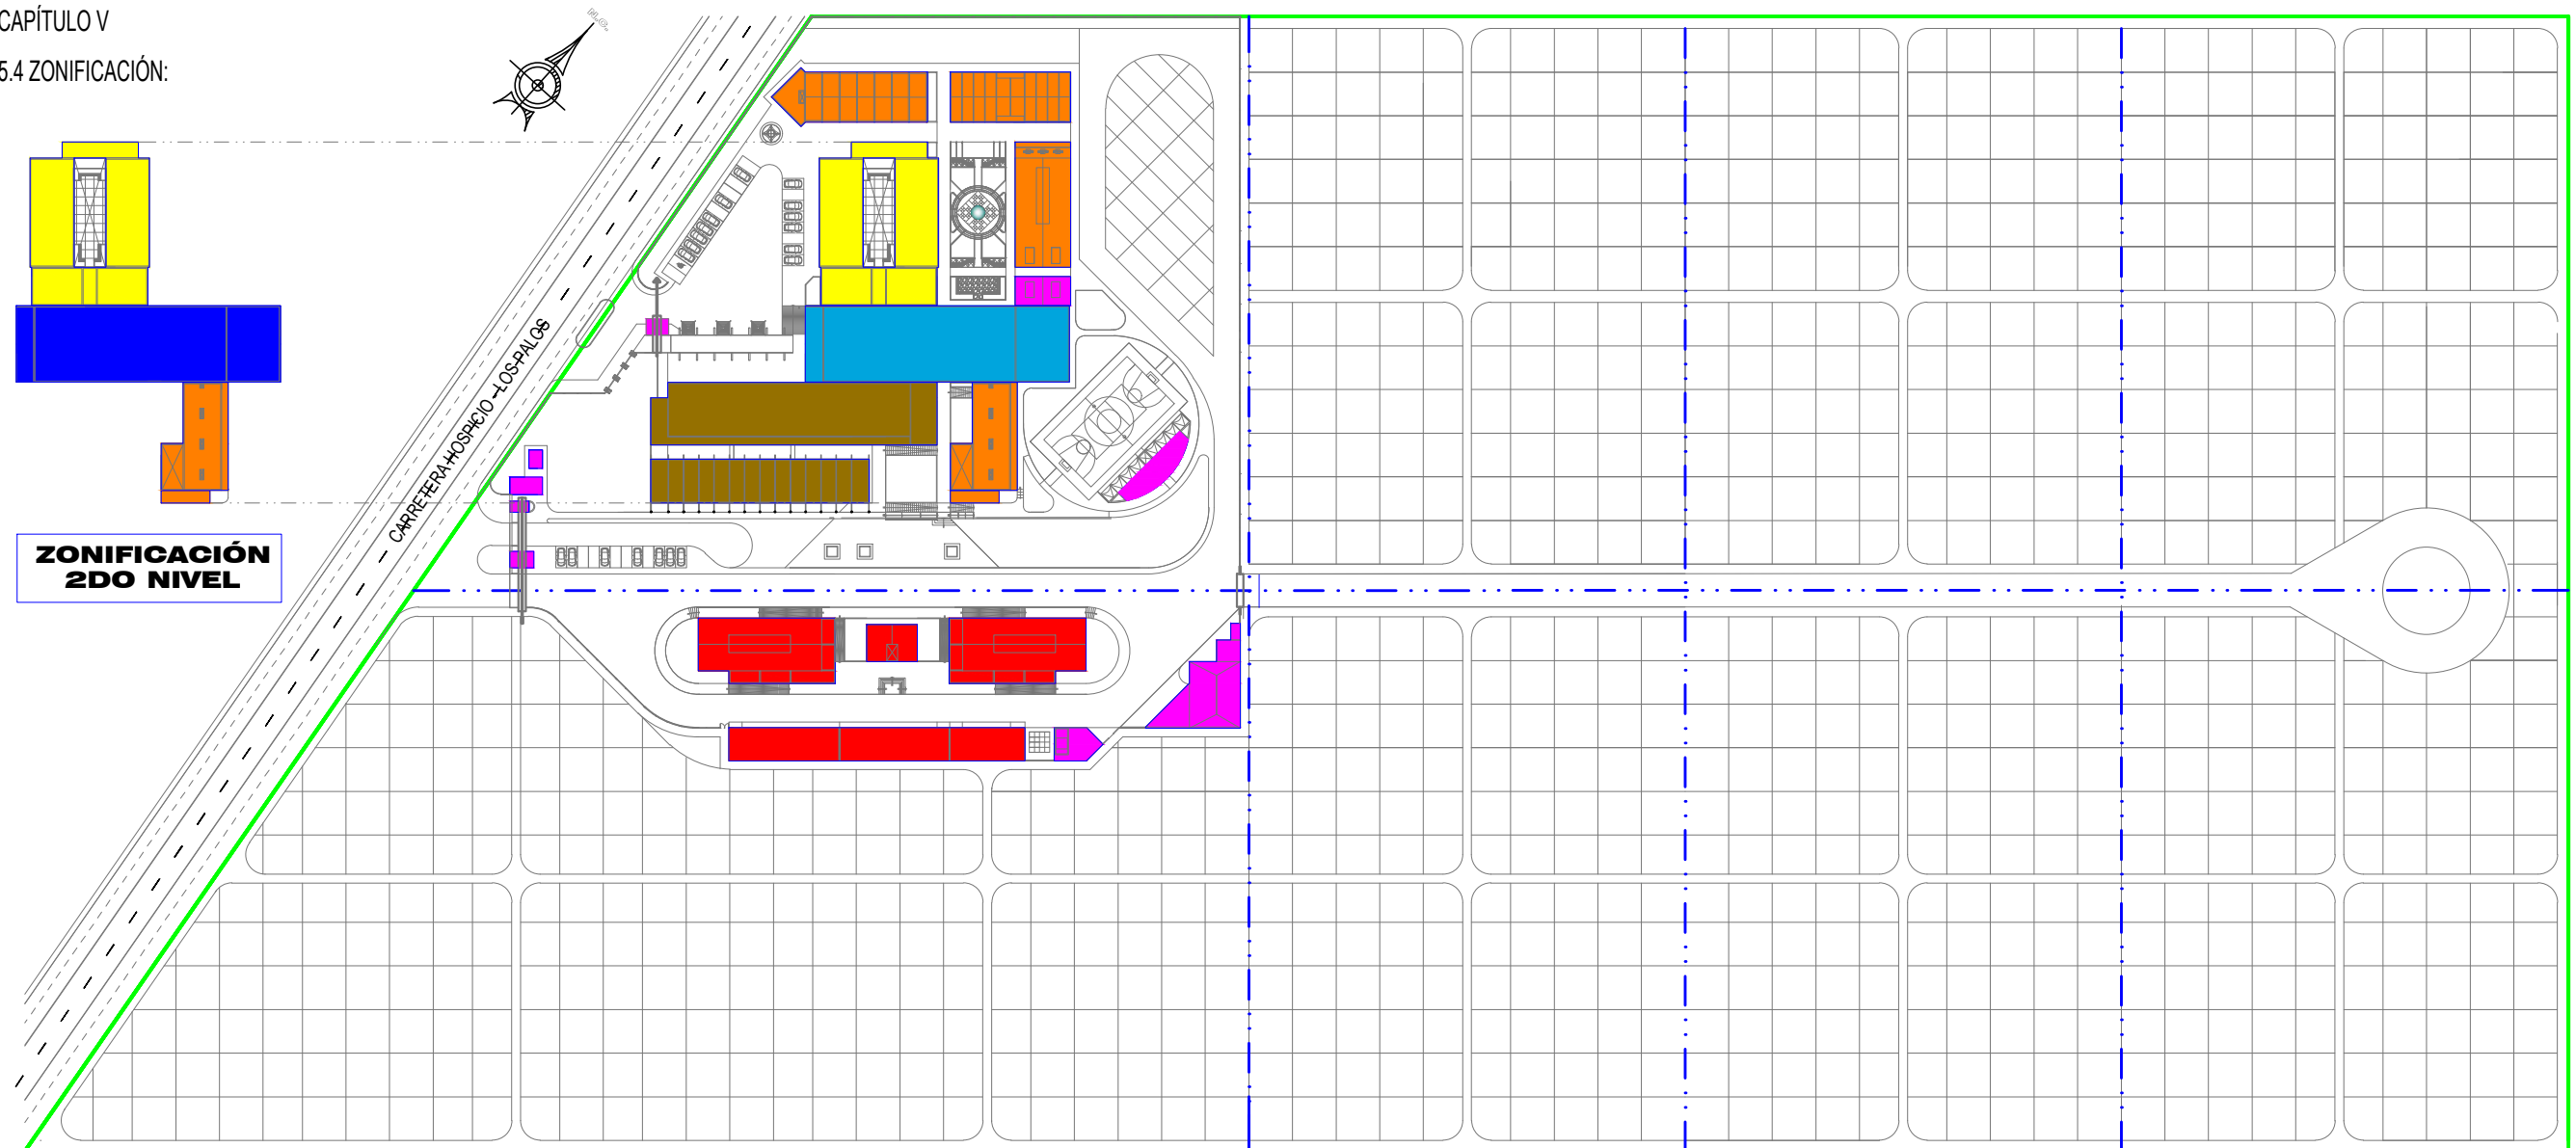 CAPÍTULO V
5.4 ZONIFICACIÓN:
N.C.
CARRETERA HOSPICIO - LOS PALOS
ZONIFICACIÓN
2DO NIVEL